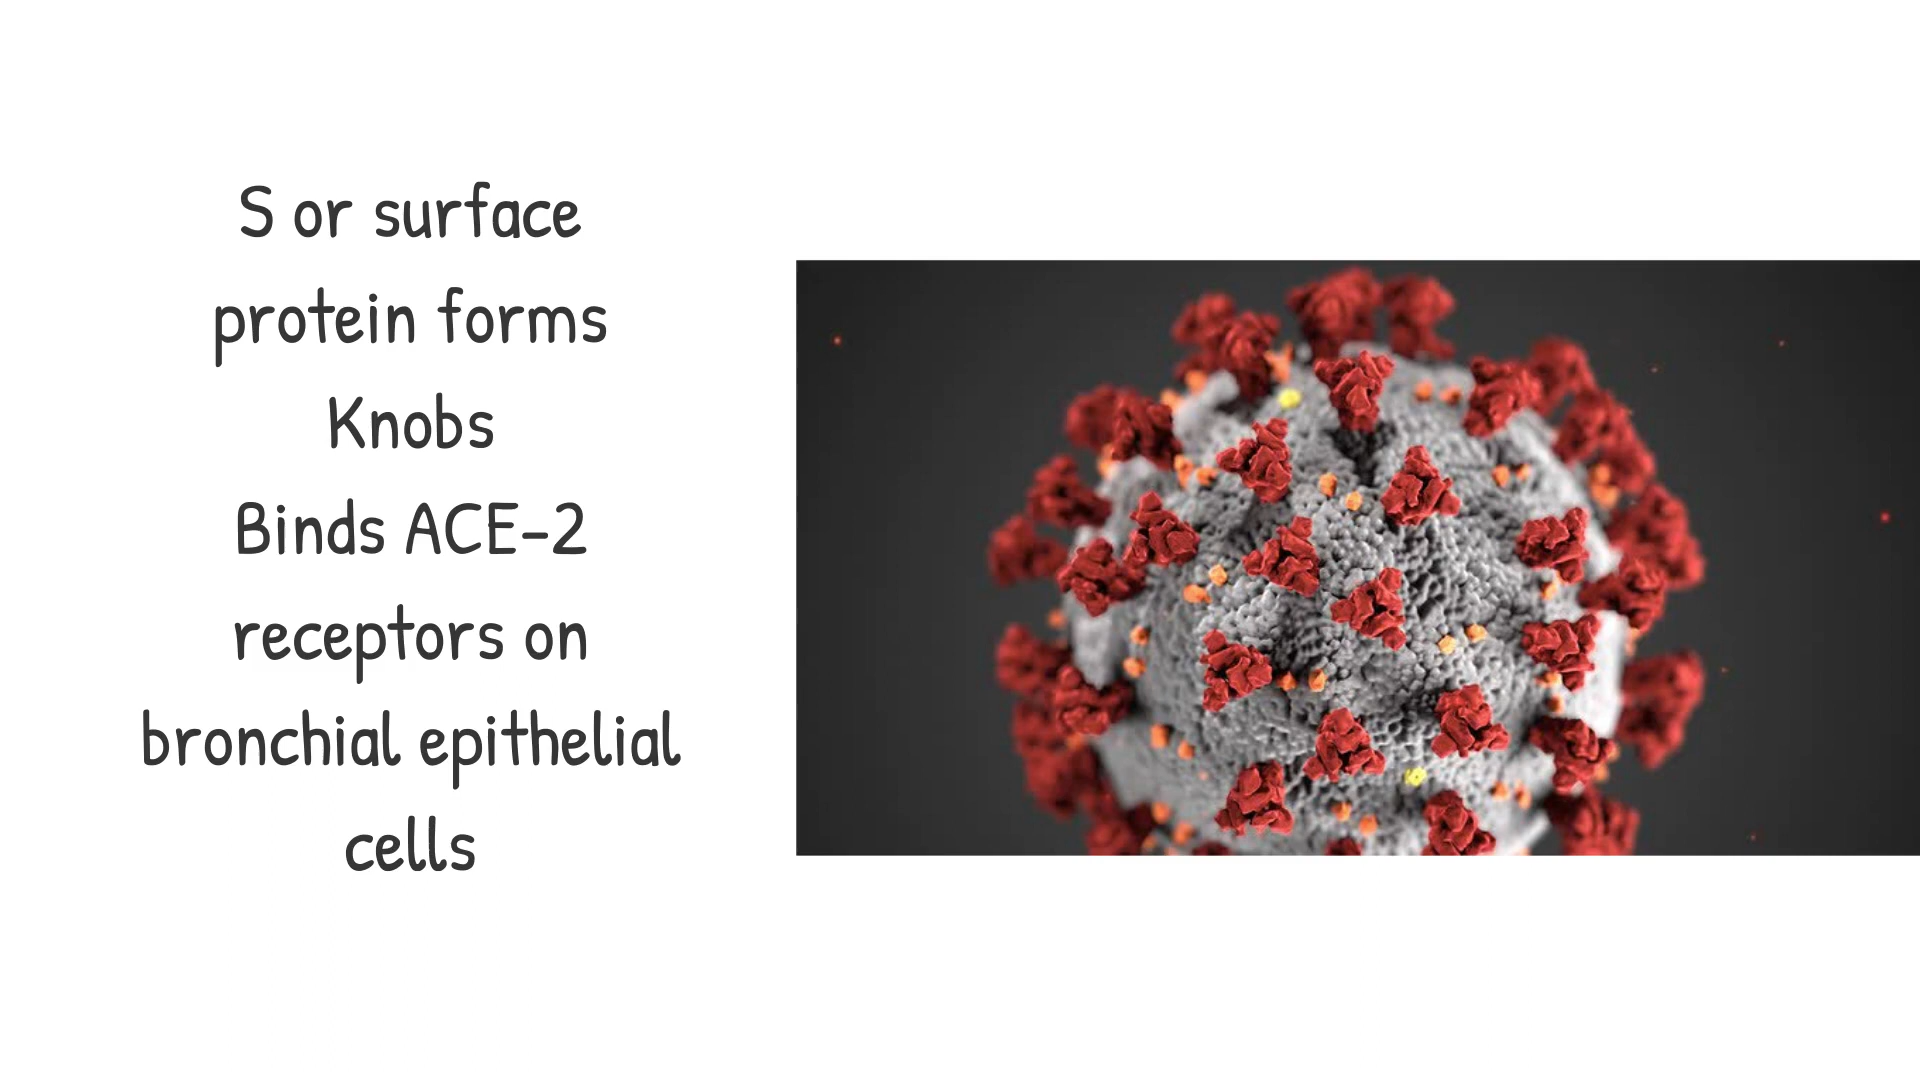 S or surface
protein forms
Knobs
Binds ACE-2
receptors on
bronchial epithelial
cells